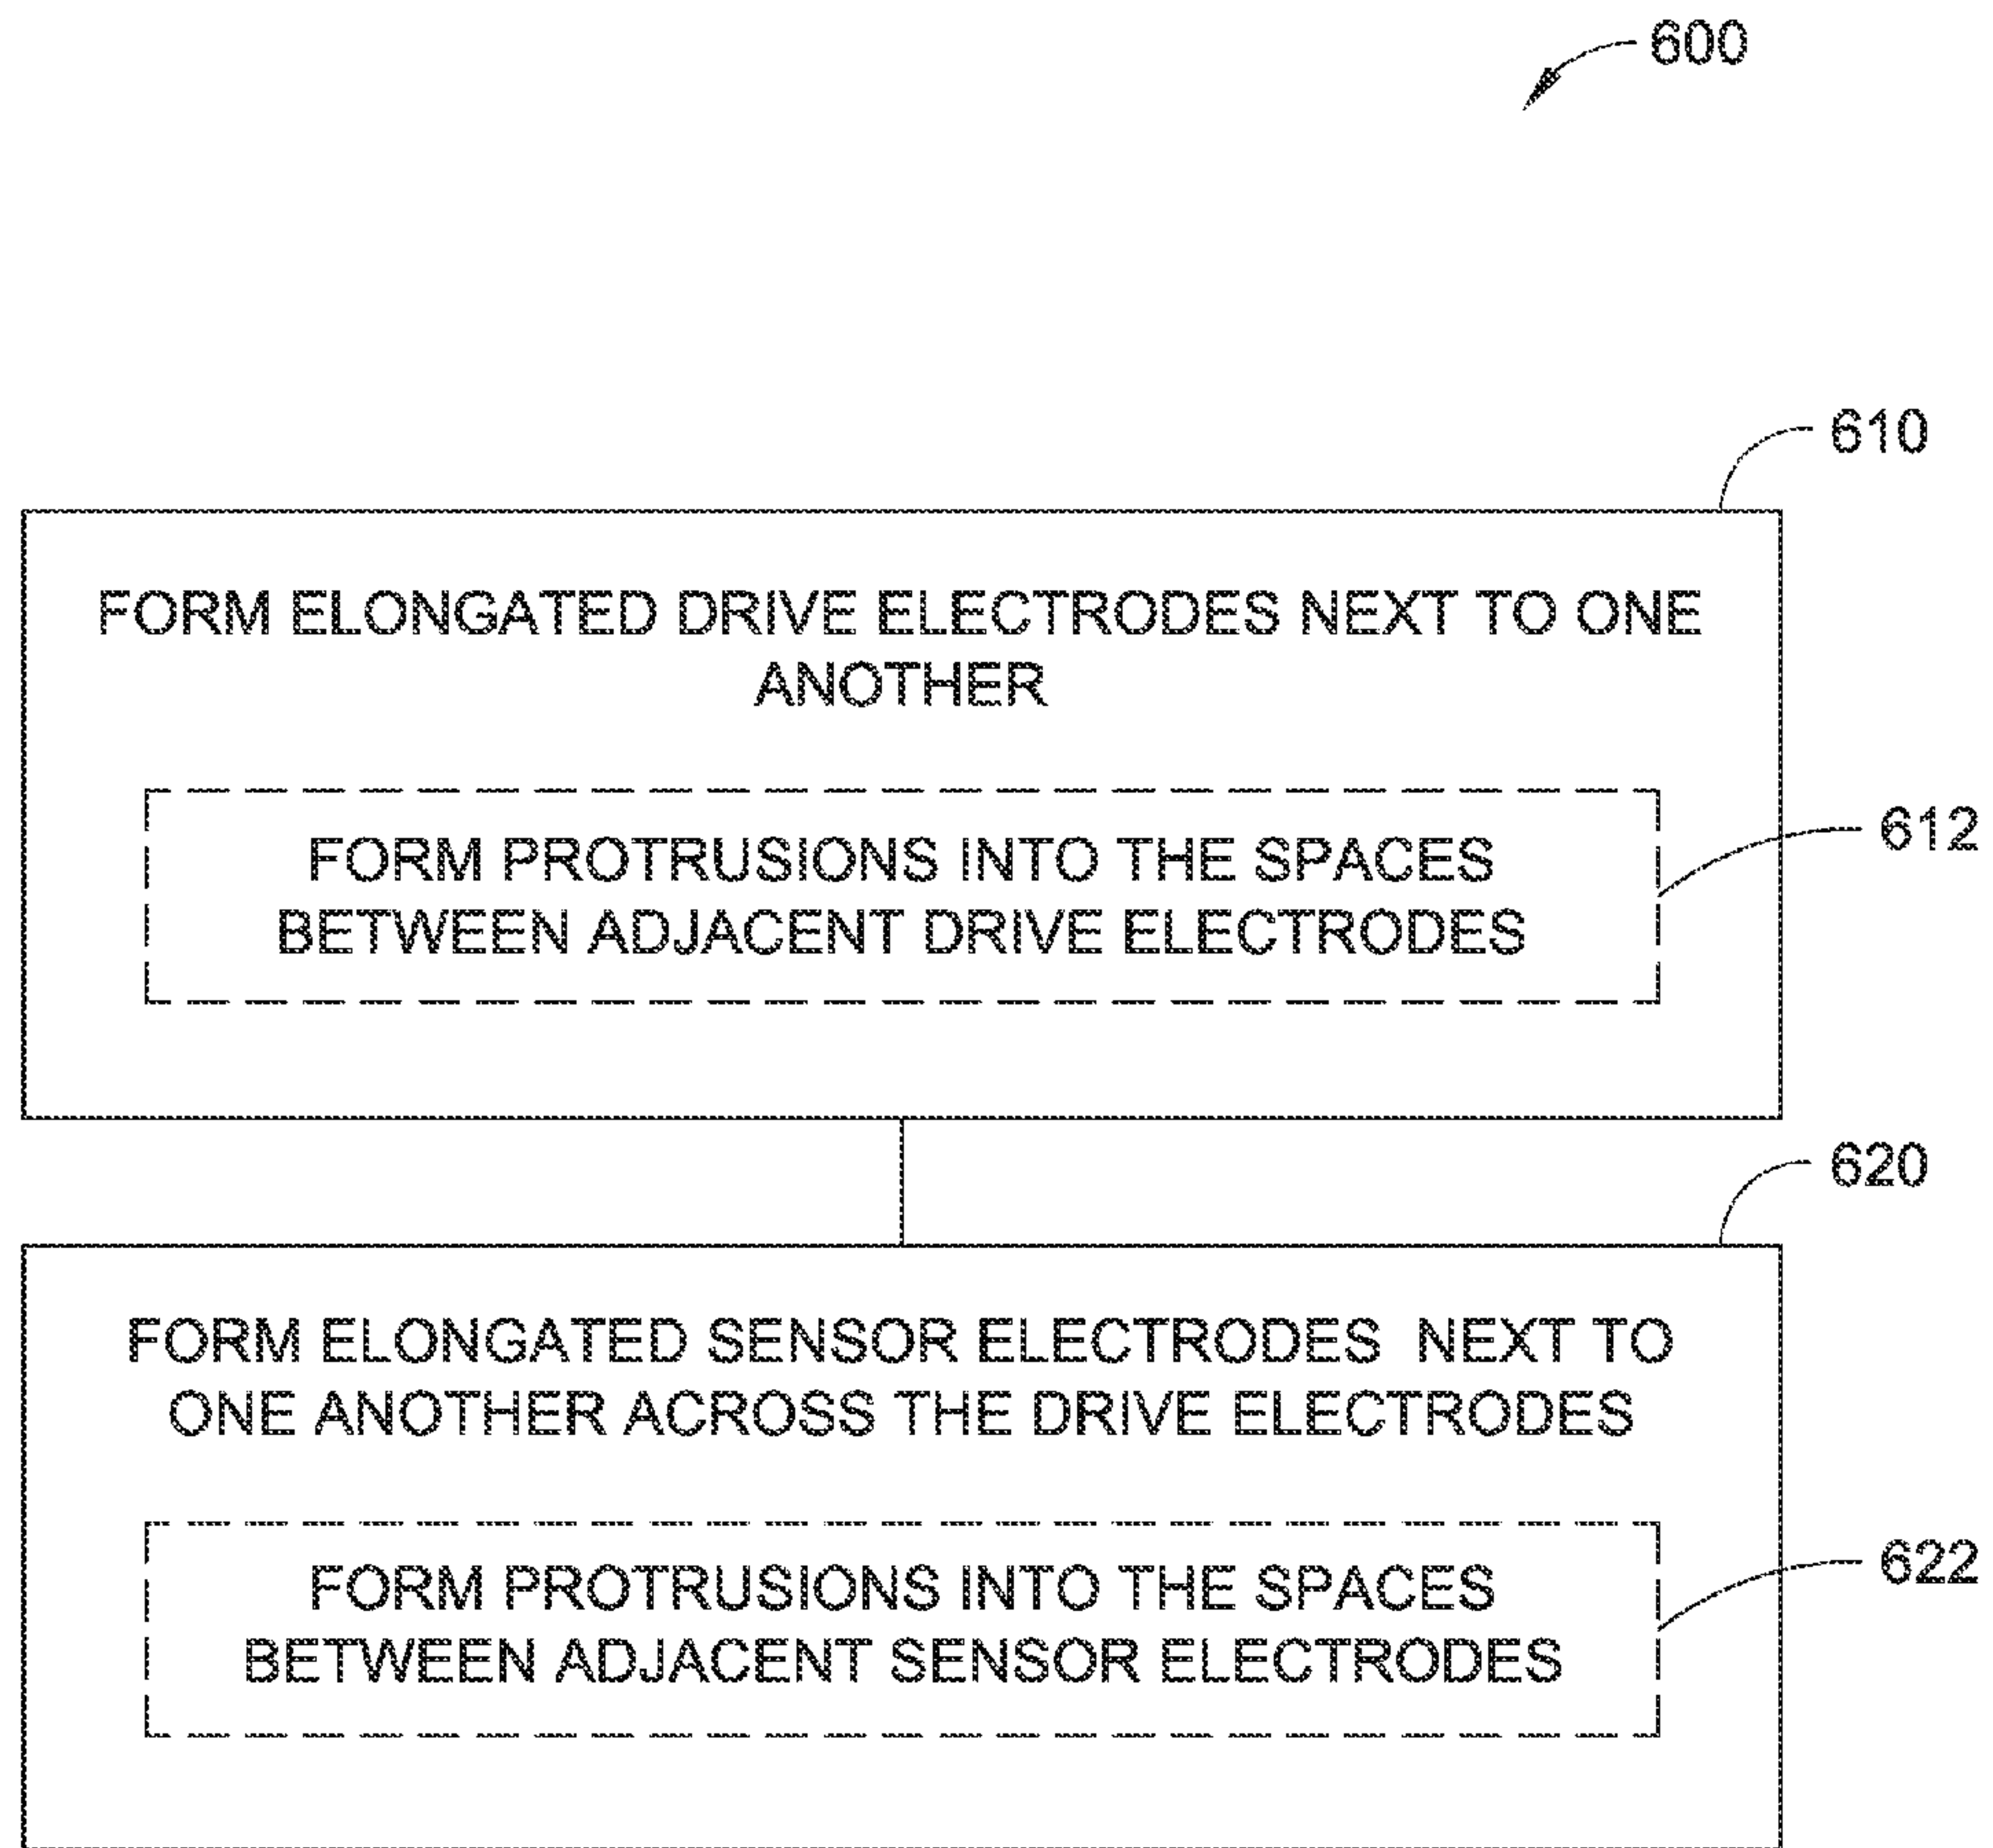 600
610
FORM ELONGATED DRIVE ELECTRODES NEXT TO ONE
ANOTHER
FORM PROTRUSIONS INTO THE SPACES
BETWEEN ADJACENT DRIVE ELECTRODES
612
620
FORM ELONGATED SENSOR ELECTRODES NEXT TO
ONE ANOTHER ACROSS THE DRIVE ELECTRODES
FORM PROTRUSIONS INTO THE SPACES
BETWEEN ADJACENT SENSOR ELECTRODES
622